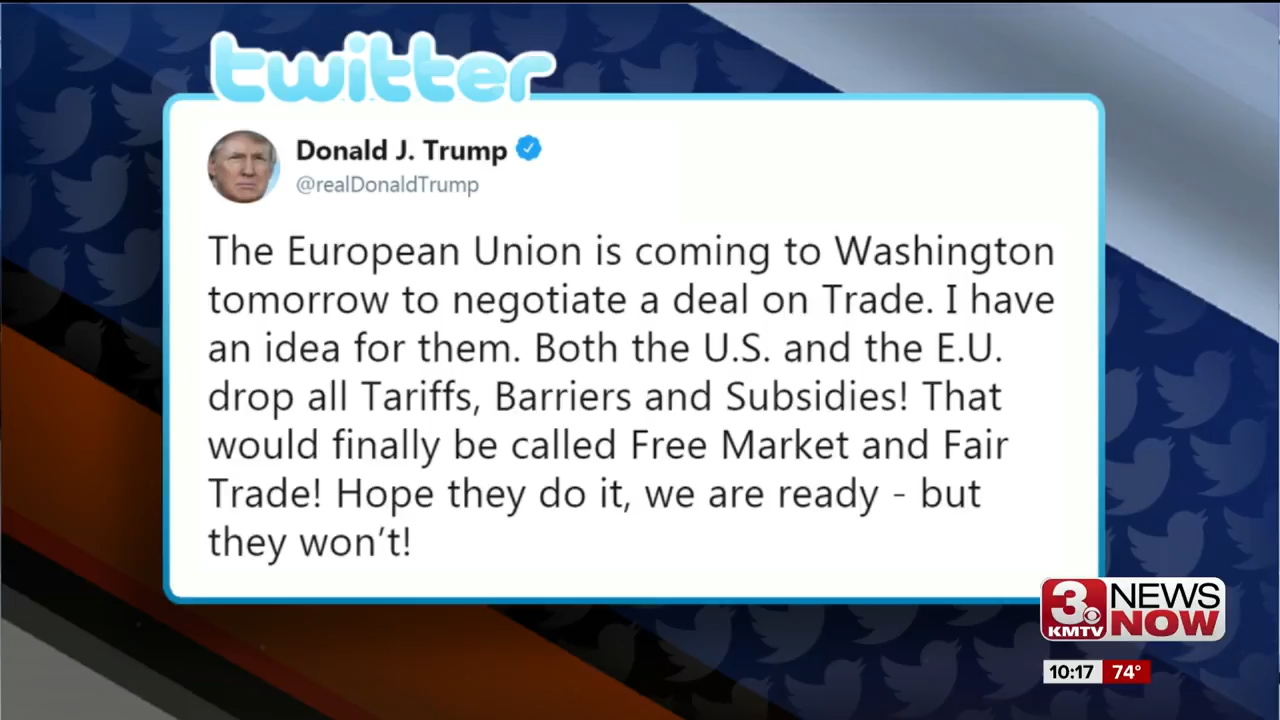 twitter
Donald J. Trump
@realDonaldTrump
The European Union is coming to Washington
tomorrow to negotiate a deal on Trade. I have
an idea for them. Both the U.S. and the E.U.
drop all Tariffs, Barriers and Subsidies! That
would finally be called Free Market and Fair
Trade! Hope they do it, we are ready - but
they won’t!
3 NEWS
KMTV NOW
10:17 74°